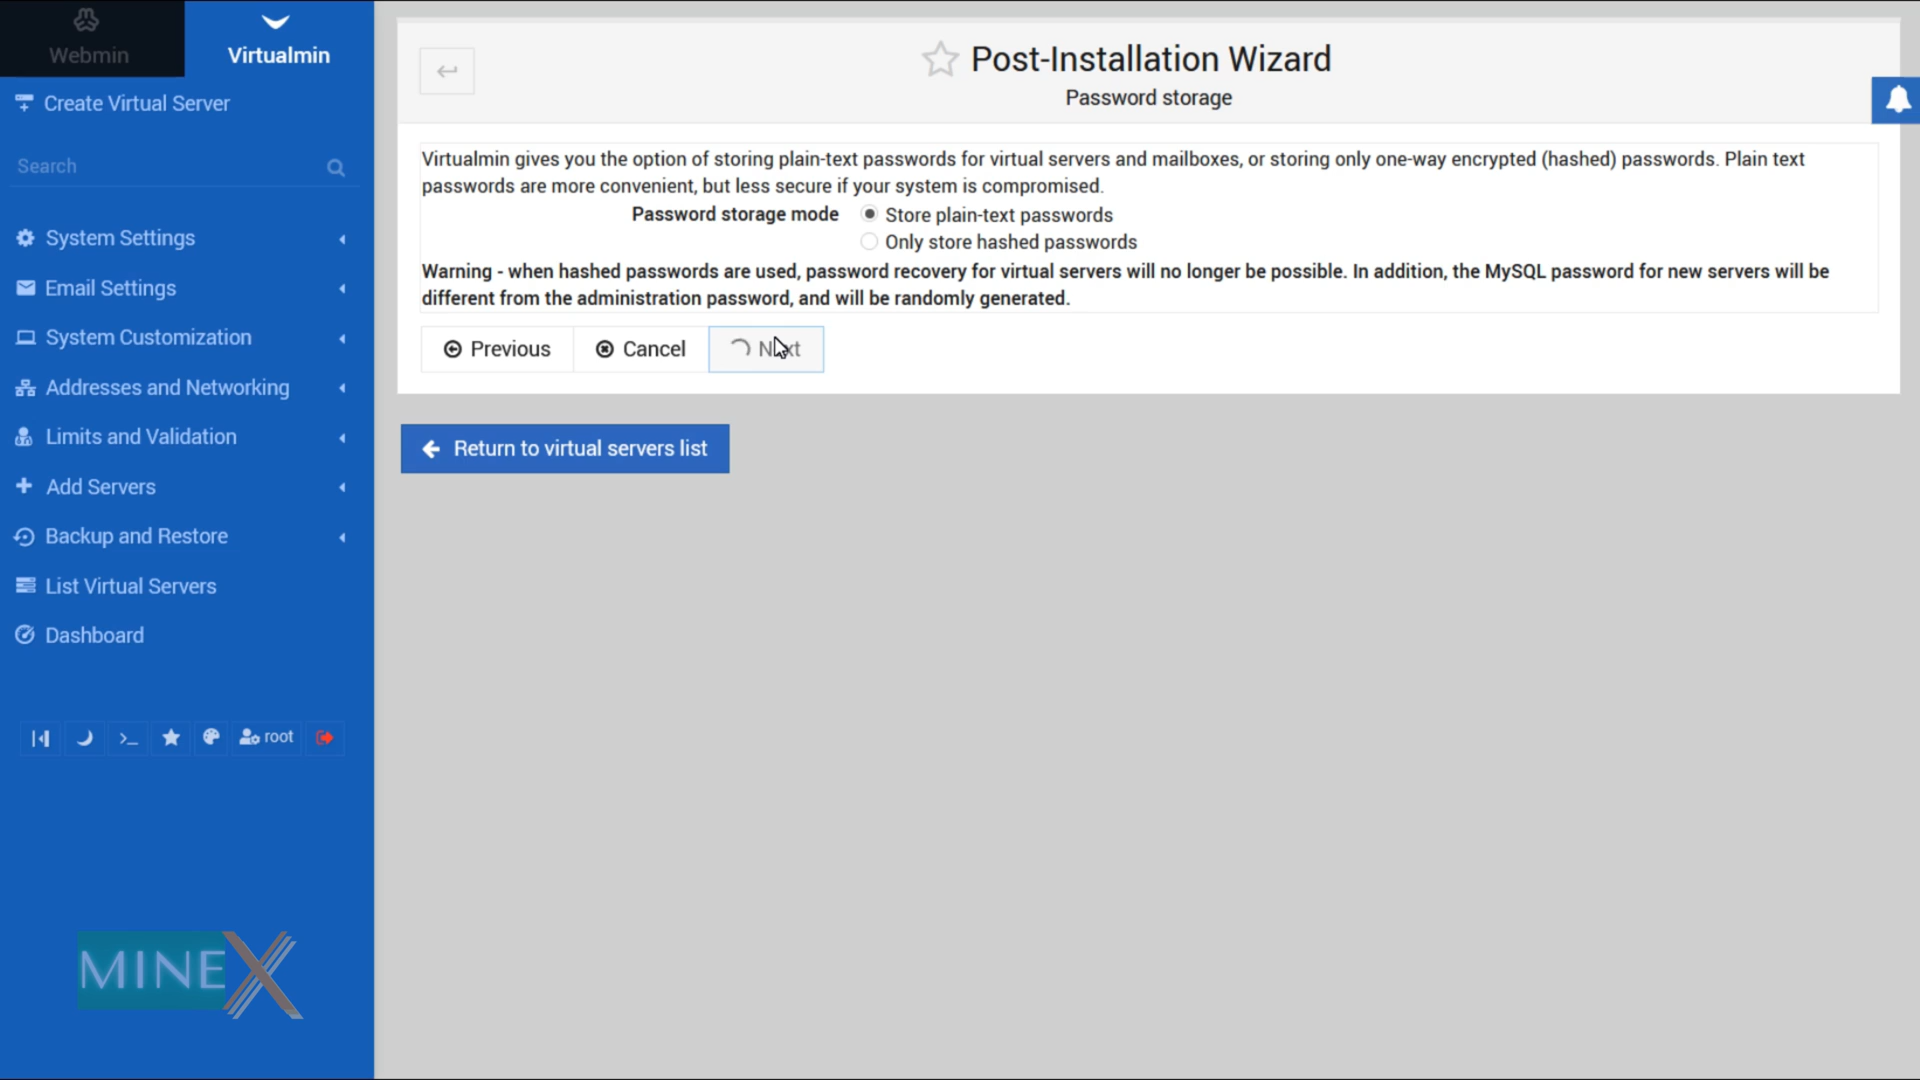 Webmin
Virtualmin
Create Virtual Server
Search
System Settings
Email Settings
System Customization
Addresses and Networking
Limits and Validation
Add Servers
Backup and Restore
List Virtual Servers
Dashboard
root
MINEX
Post-Installation Wizard
Password storage
Virtualmin gives you the option of storing plain-text passwords for virtual servers and mailboxes, or storing only one-way encrypted (hashed) passwords. Plain text
passwords are more convenient, but less secure if your system is compromised.
Password storage mode Store plain-text passwords
Only store hashed passwords
Warning - when hashed passwords are used, password recovery for virtual servers will no longer be possible. In addition, the MySQL password for new servers will be
different from the administration password, and will be randomly generated.
Previous Cancel Next
Return to virtual servers list